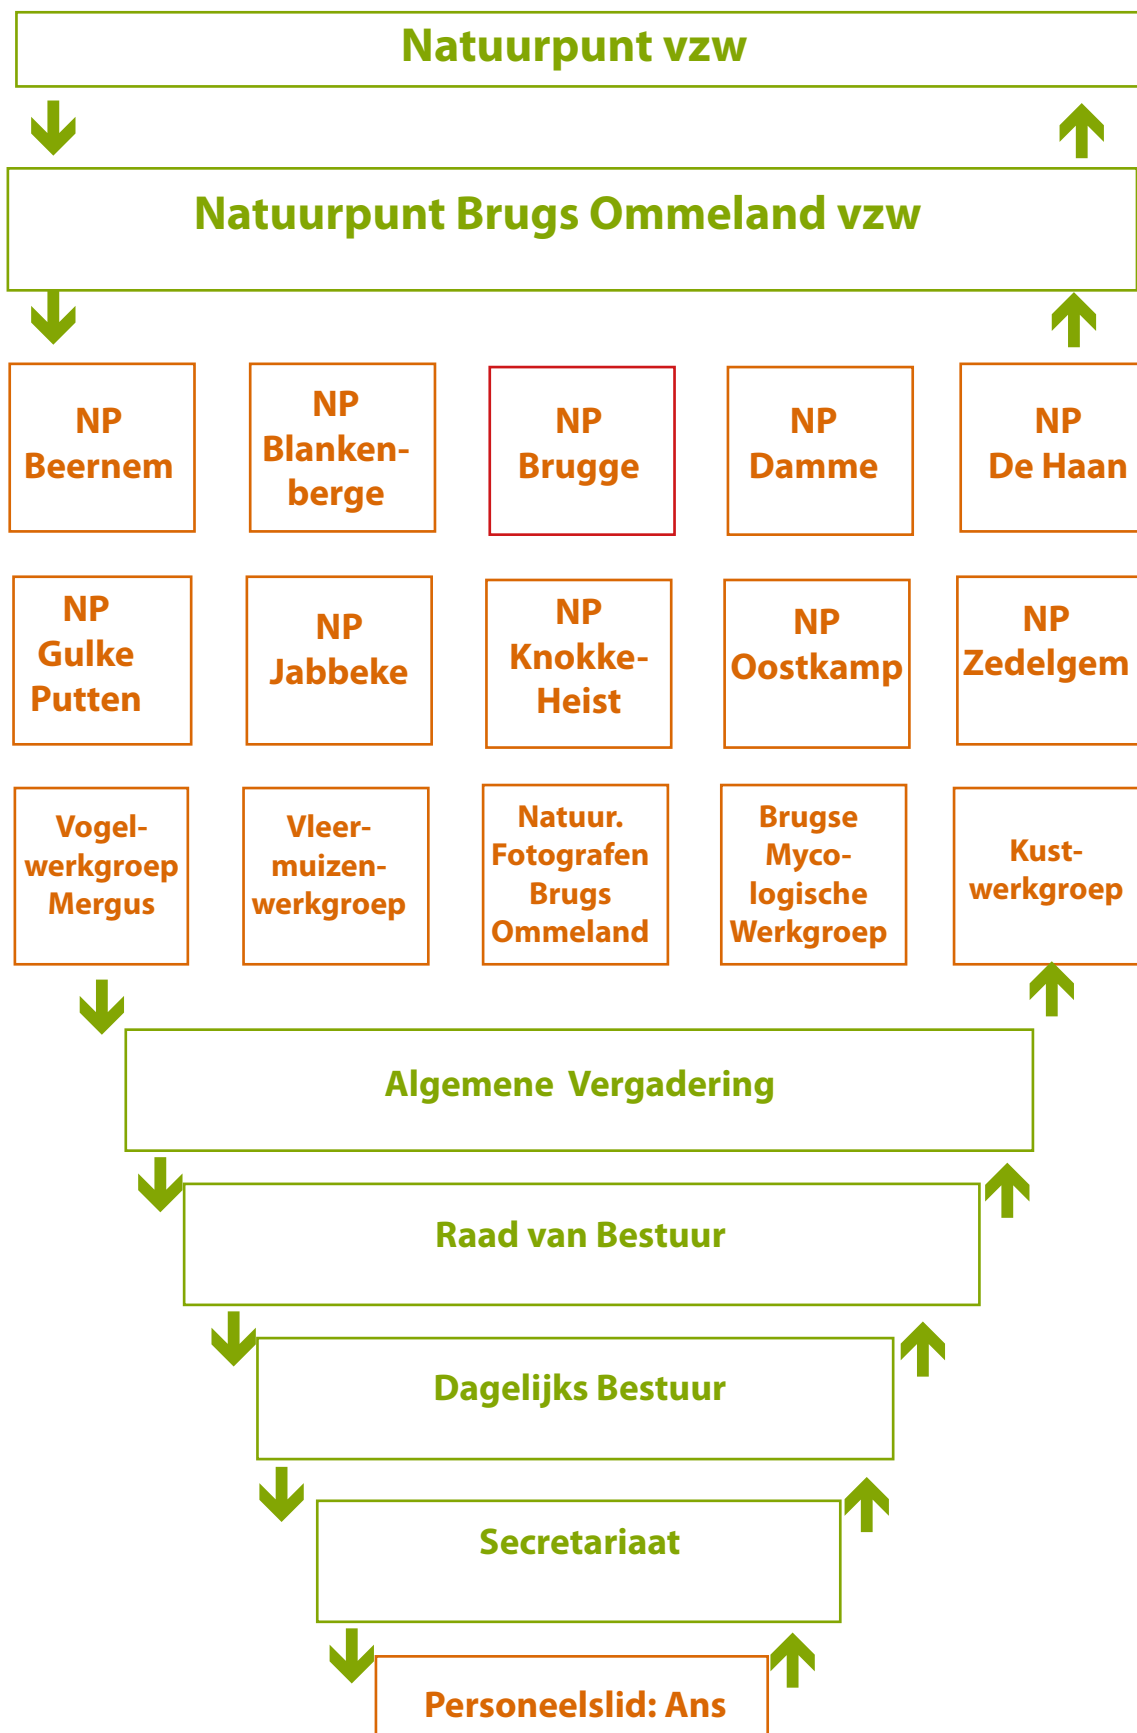 Natuurpunt vzw
Natuurpunt Brugs Ommeland vzw
NP
Beernem
NP
Blanken-
berge
NP
Brugge
NP
Damme
NP
De Haan
NP
Gulke
Putten
NP
Jabbeke
NP
Knokke-
Heist
NP
Oostkamp
NP
Zedelgem
Vogel-
werkgroep
Mergus
Vleer-
muizen-
werkgroep
Natuur.
Fotografen
Brugs
Ommeland
Brugse
Myco-
logische
Werkgroep
Kust-
werkgroep
Algemene Vergadering
Raad van Bestuur
Dagelijks Bestuur
Secretariaat
Personeelslid: Ans